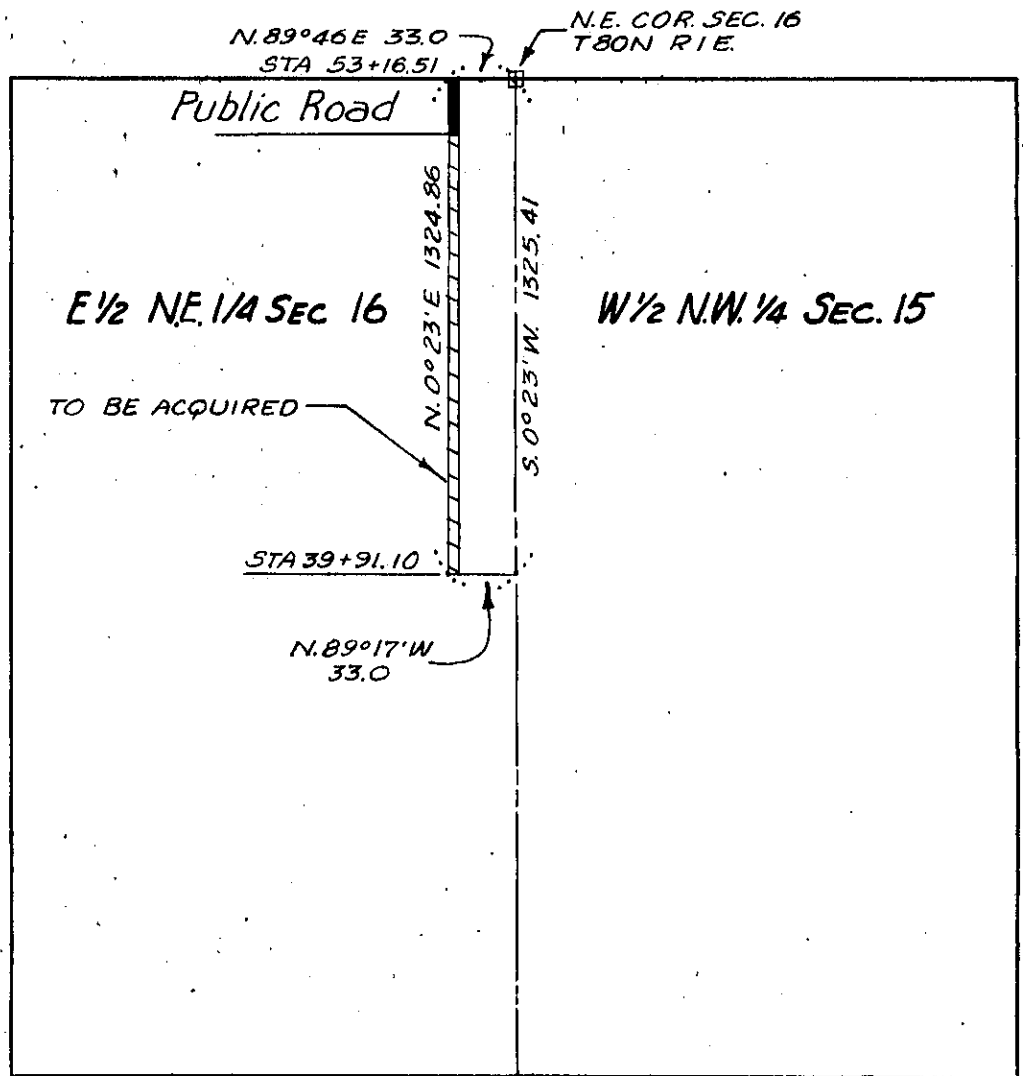 N.89°46E 33.0
STA 53+16.51
N.E. COR. SEC. 16
T80N R1E.
Public Road
N.0°23'E 1324.86
S.0°23'W. 1325.41
E 1/2 N.E. 1/4 SEC 16
W 1/2 N.W. 1/4 SEC. 15
TO BE ACQUIRED
STA 39+91.10
N.89°17'W
33.0